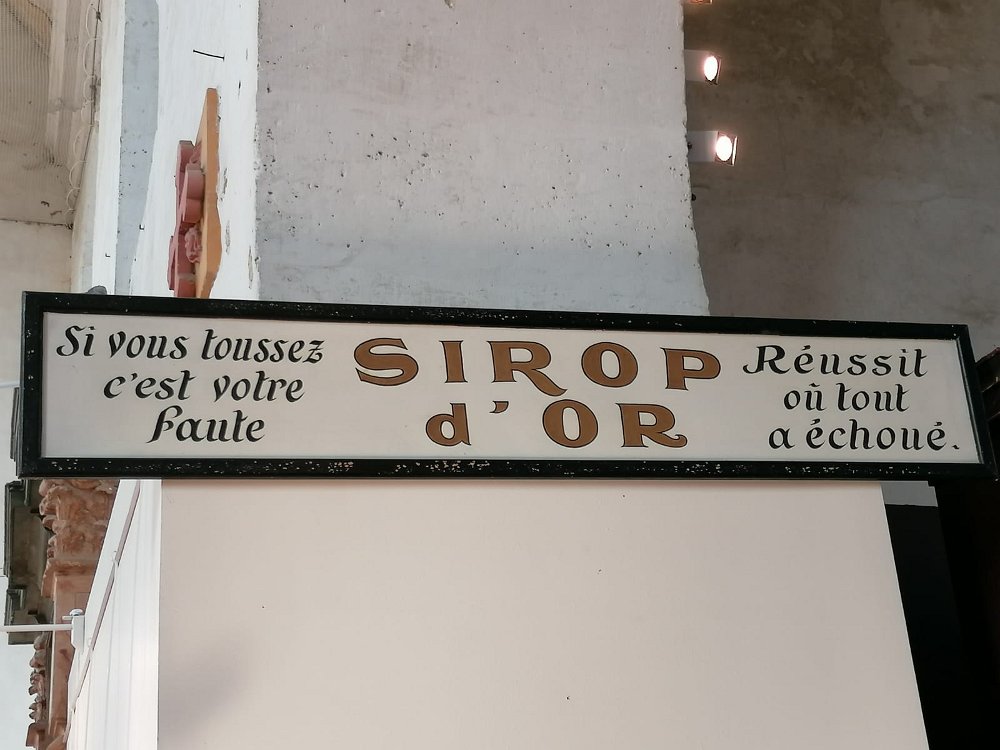 Si vous toussez
c'est votre
faute
SIROP
d'OR
Réussit
où tout
a échoué.